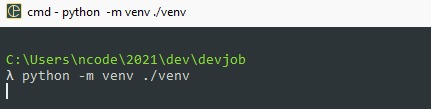 cmd - python  -m venv ./venv
C:\Users\ncode\2021\dev\devjob
λ python -m venv ./venv